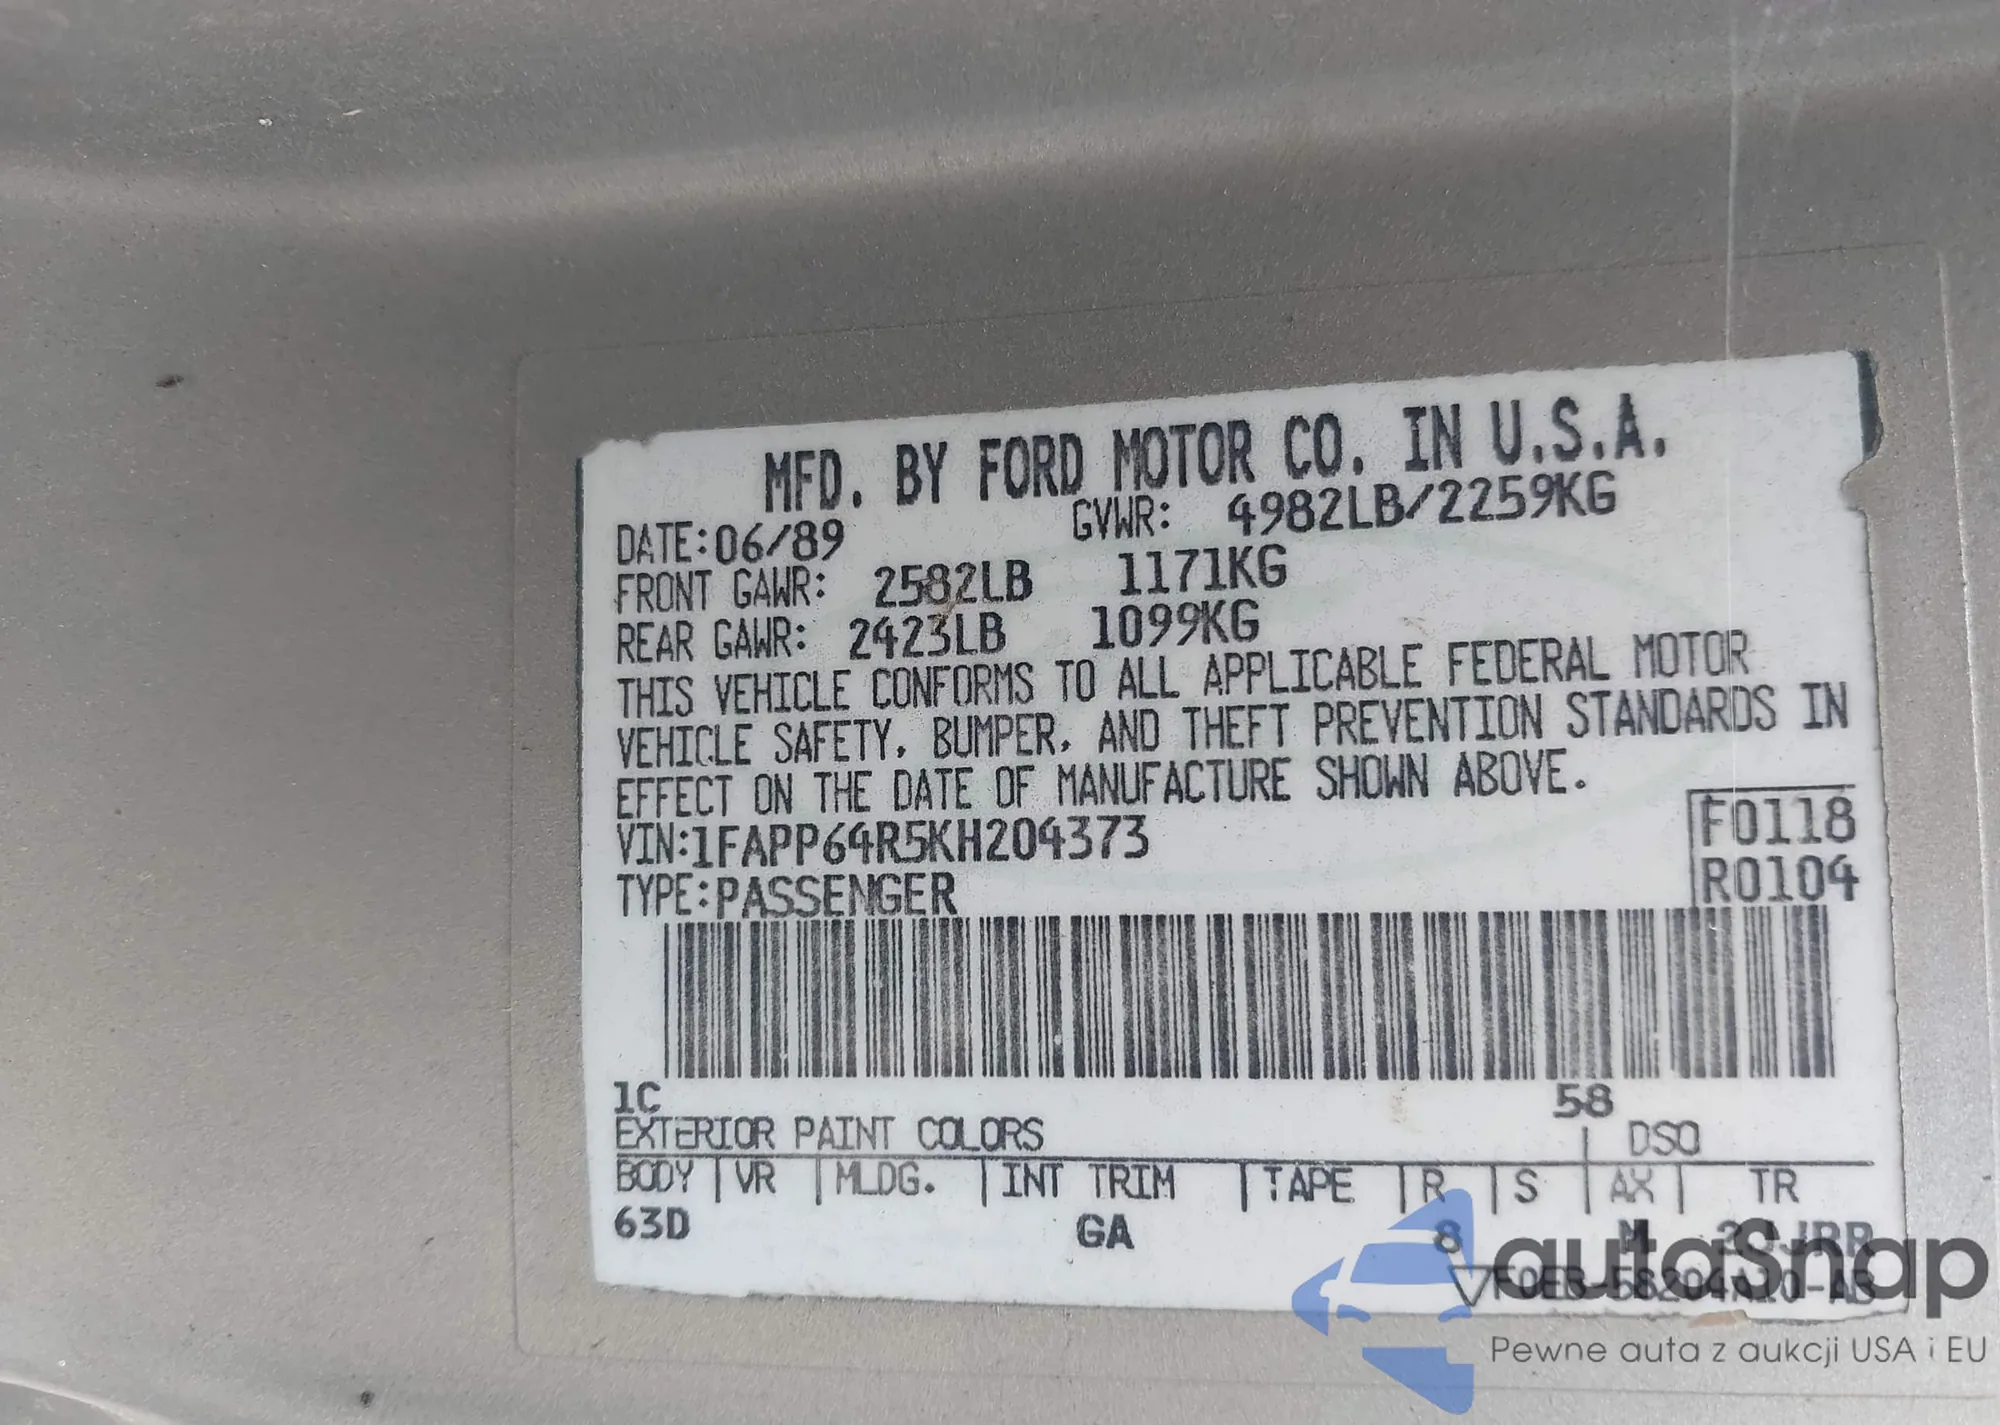 MFD. BY FORD MOTOR CO. IN U.S.A.
DATE:06/89 GVWR: 4982LB/2259KG
FRONT GAWR: 2582LB 1171KG
REAR GAWR: 2423LB 1099KG
THIS VEHICLE CONFORMS TO ALL APPLICABLE FEDERAL MOTOR
VEHICLE SAFETY, BUMPER, AND THEFT PREVENTION STANDARDS IN
EFFECT ON THE DATE OF MANUFACTURE SHOWN ABOVE.
VIN:1FAPP64R5KH204373
TYPE:PASSENGER
F0118
R0104
1C 58
EXTERIOR PAINT COLORS DSO
BODY VR MLDG. INT TRIM TAPE R S AX TR
63D GA 8 M
autoSnap
Pewne auta z aukcji USA i EU